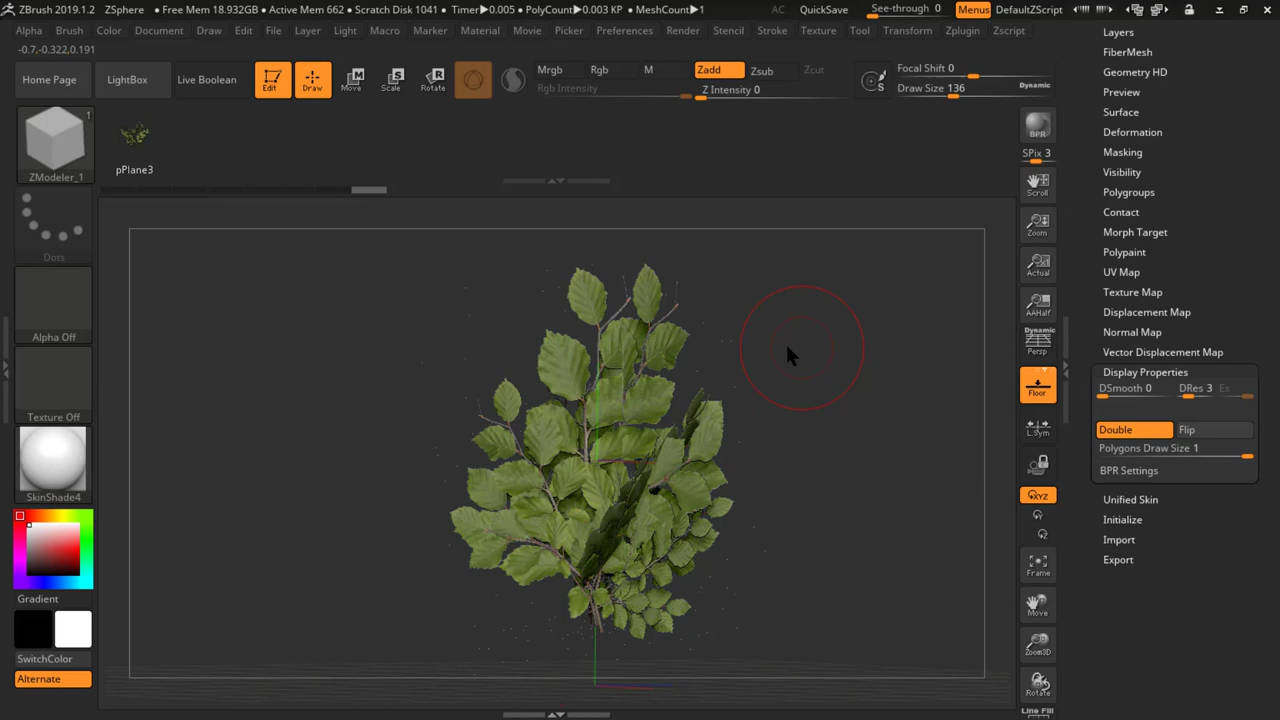 ZBrush 2019.1.2 ZSphere • Free Mem 18.932GB • Active Mem 662 • Scratch Disk 1041 • Timer▶0.005 • PolyCount▶0.003 KP • MeshCount▶1 AC QuickSave See-through 0 Menus DefaultZScript
Alpha Brush Color Document Draw Edit File Layer Light Macro Marker Material Movie Picker Preferences Render Stencil Stroke Texture Tool Transform Zplugin Zscript
-0.7,-0.322,0.191
Home Page LightBox Live Boolean Edit Draw Move Scale Rotate
Mrgb Rgb M Zadd Zsub Zcut
Rgb Intensity Z Intensity 0
Focal Shift 0
Draw Size 136 Dynamic
1
ZModeler_1
pPlane3
Dots
Alpha Off
Texture Off
SkinShade4
Gradient
SwitchColor
Alternate
BPR
SPix 3
Scroll
Zoom
Actual
AAHalf
Dynamic
Persp
Floor
L.Sym
XYZ
Y
Z
Frame
Move
Zoom3D
Rotate
Line Fill
Layers
FiberMesh
Geometry HD
Preview
Surface
Deformation
Masking
Visibility
Polygroups
Contact
Morph Target
Polypaint
UV Map
Texture Map
Displacement Map
Normal Map
Vector Displacement Map
Display Properties
DSmooth 0 DRes 3 Es
Double Flip
Polygons Draw Size 1
BPR Settings
Unified Skin
Initialize
Import
Export